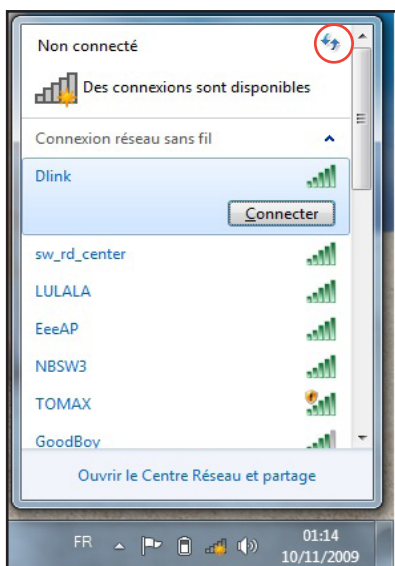 Non connecté
Des connexions sont disponibles
Connexion réseau sans fil
Dlink
Connecter
sw_rd_center
LULALA
EeeAP
NBSW3
TOMAX
GoodBoy
Ouvrir le Centre Réseau et partage
FR
01:14
10/11/2009